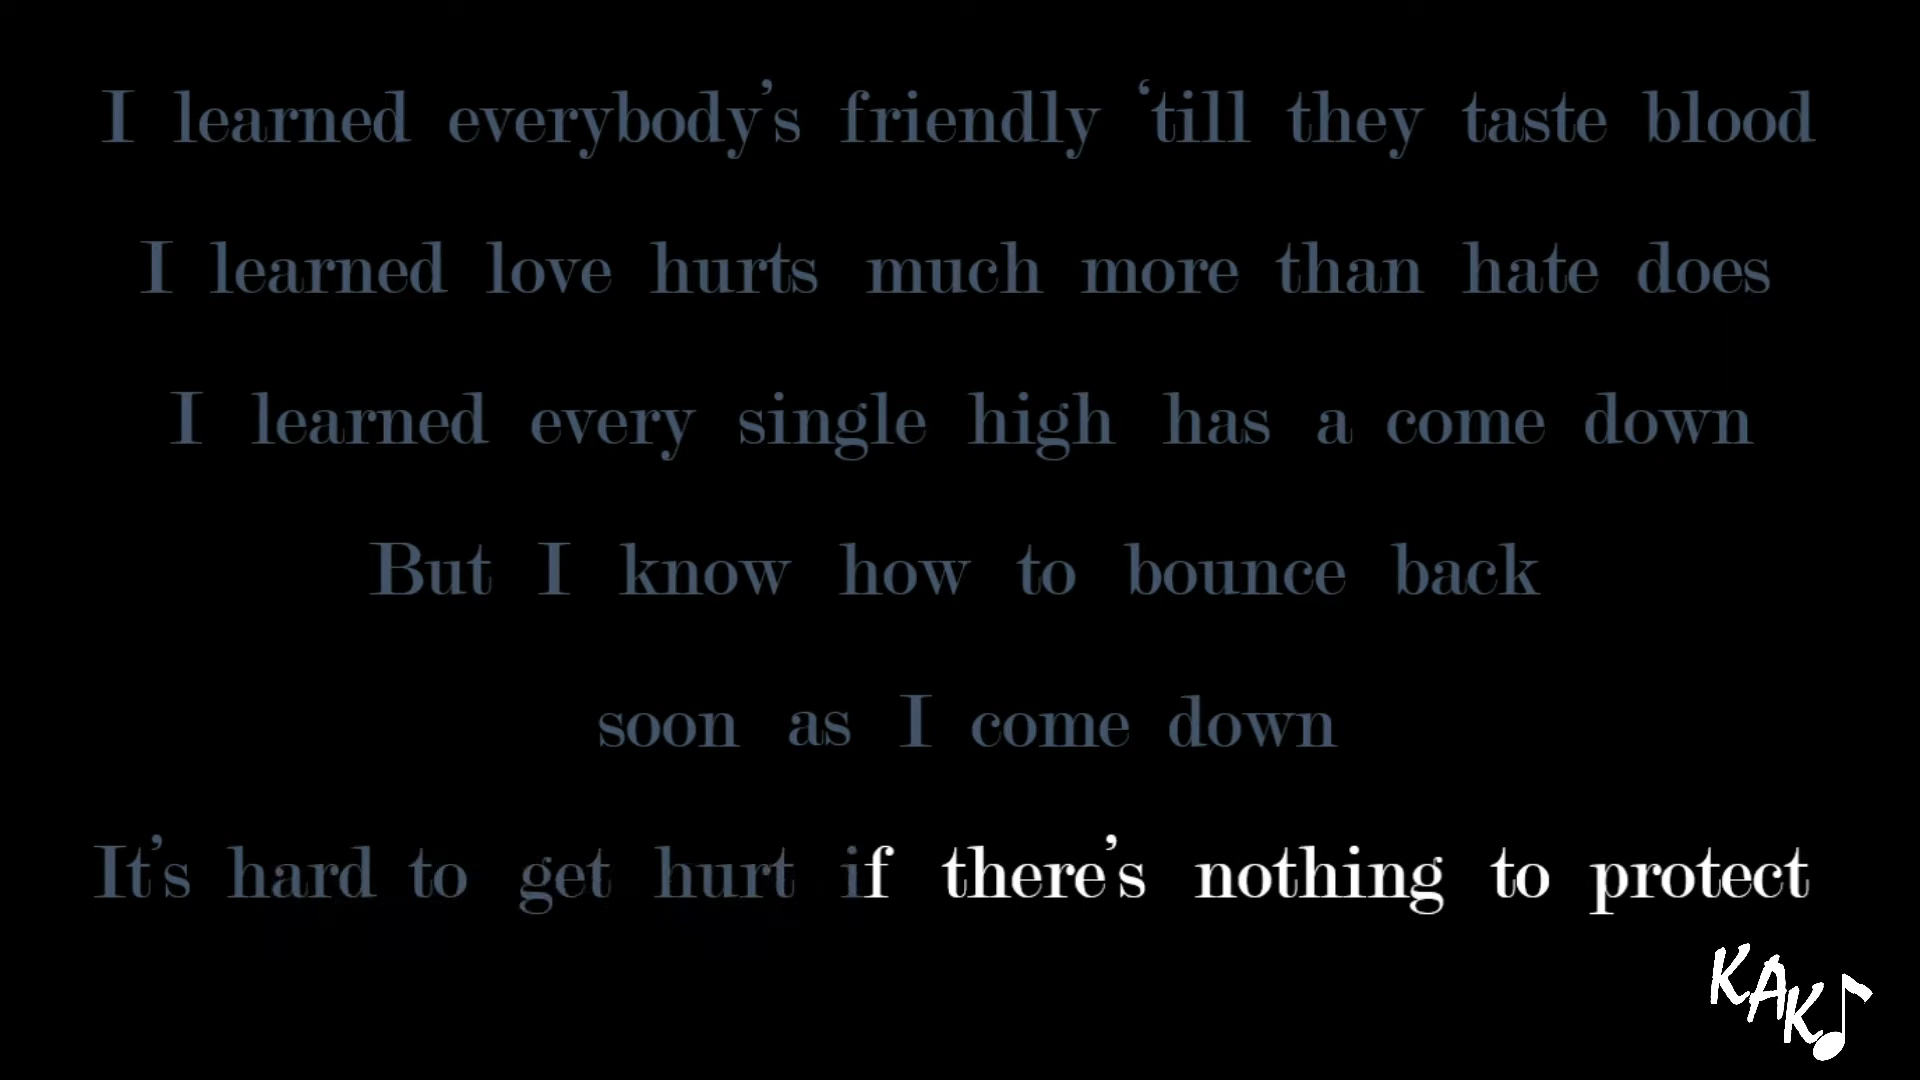 I learned everybody's friendly ‘till they taste blood
I learned love hurts much more than hate does
I learned every single high has a come down
But I know how to bounce back
soon as I come down
It's hard to get hurt if there's nothing to protect
KAK